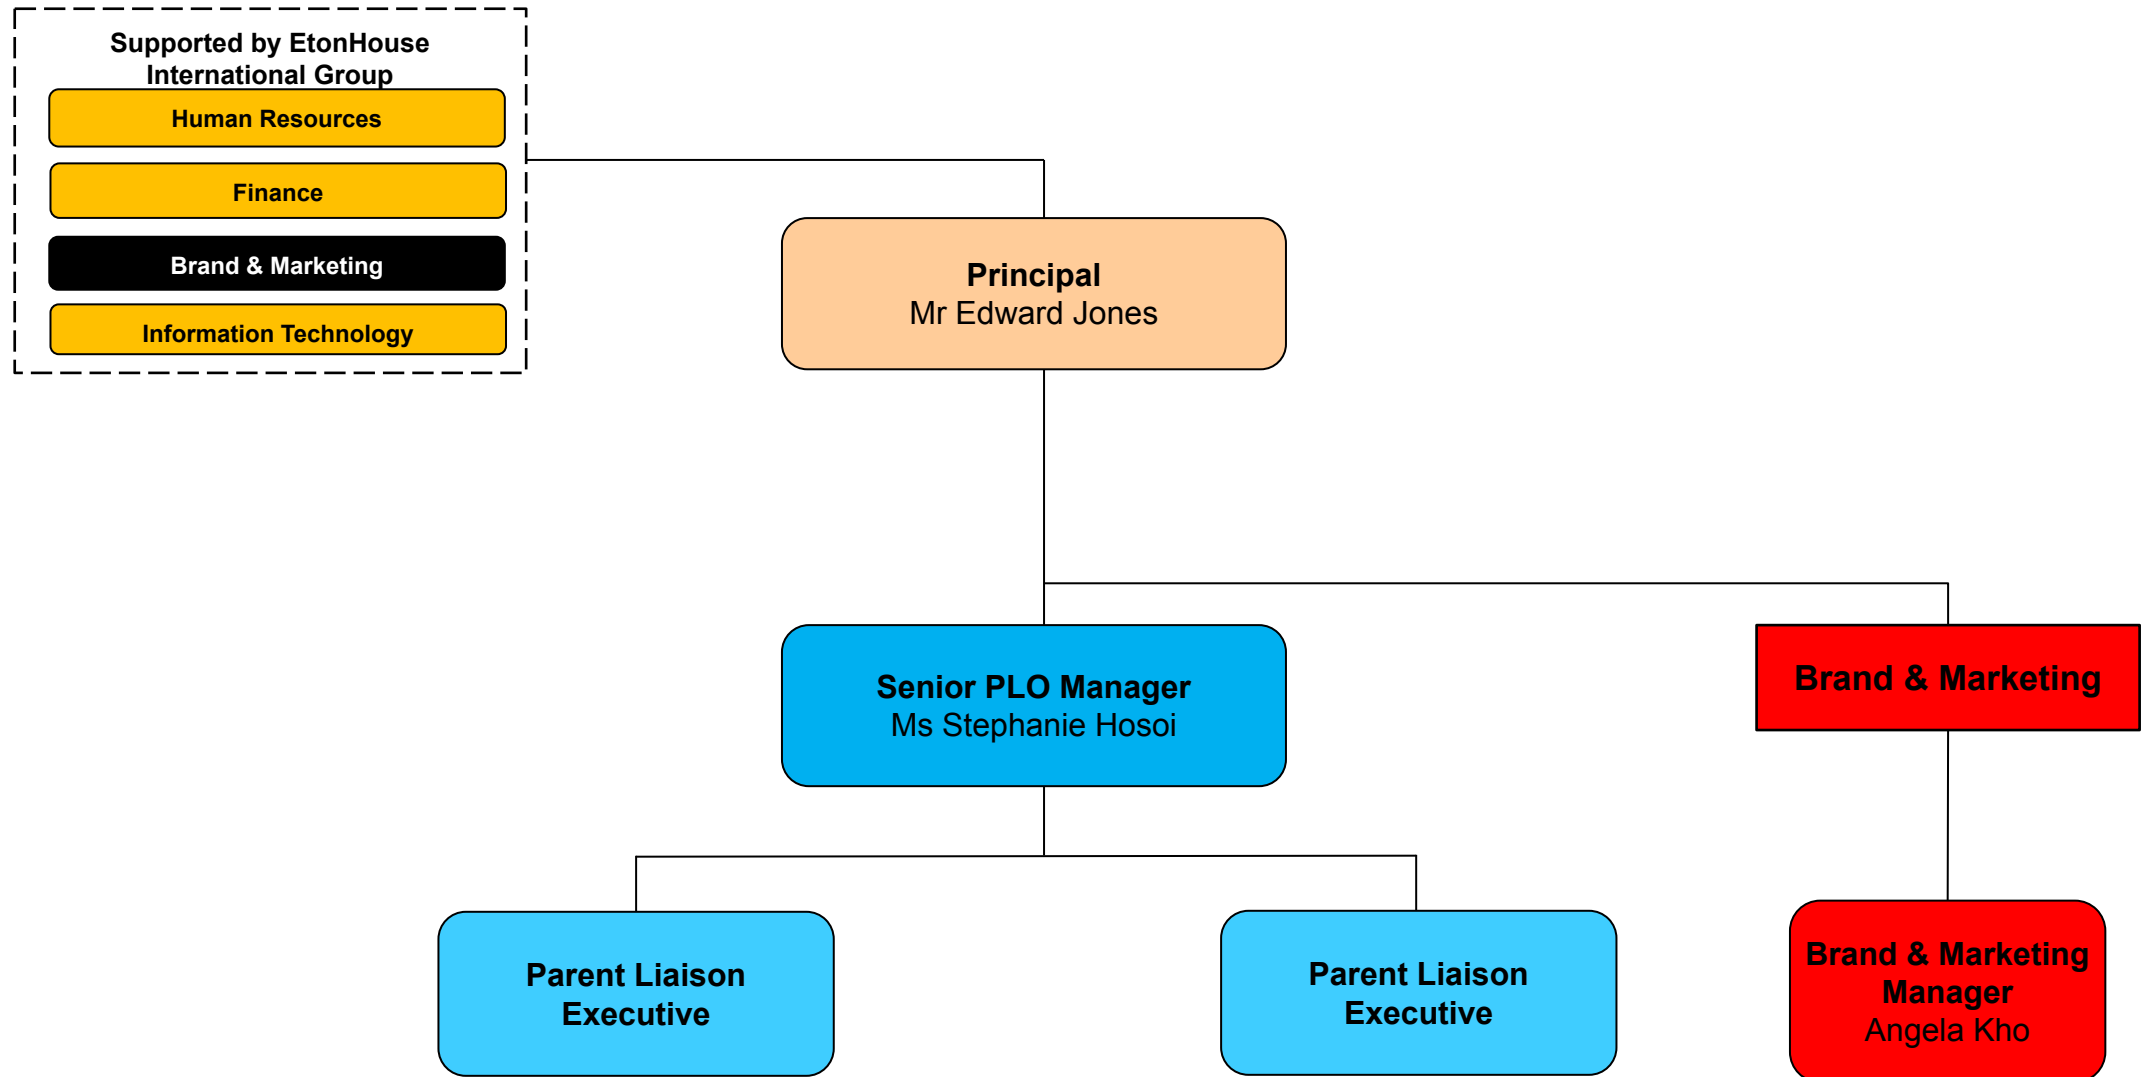 Supported by EtonHouse
International Group
Human Resources
Finance
Brand & Marketing
Information Technology
Principal
Mr Edward Jones
Senior PLO Manager
Ms Stephanie Hosoi
Brand & Marketing
Parent Liaison
Executive
Parent Liaison
Executive
Brand & Marketing
Manager
Angela Kho